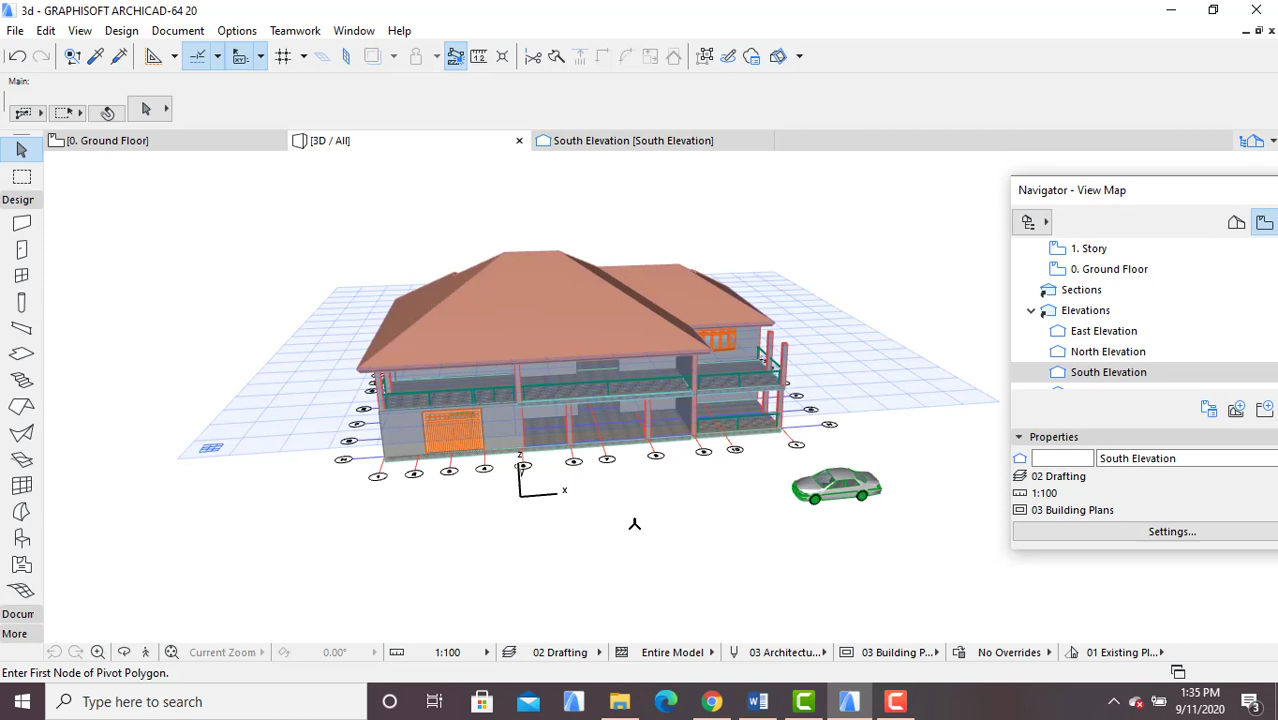 3d - GRAPHISOFT ARCHICAD-64 20
File Edit View Design Document Options Teamwork Window Help
Main:
[0. Ground Floor]
[3D / All]
South Elevation [South Elevation]
Design
Navigator - View Map
1. Story
0. Ground Floor
Sections
Elevations
East Elevation
North Elevation
South Elevation
Properties
South Elevation
02 Drafting
1:100
03 Building Plans
Settings...
z
y
x
Docum
More
Current Zoom
0.00°
1:100
02 Drafting
Entire Model
03 Architectu...
03 Building P...
No Overrides
01 Existing Pl...
Enter First Node of Pivot Polygon.
Type here to search
1:35 PM
9/11/2020
3